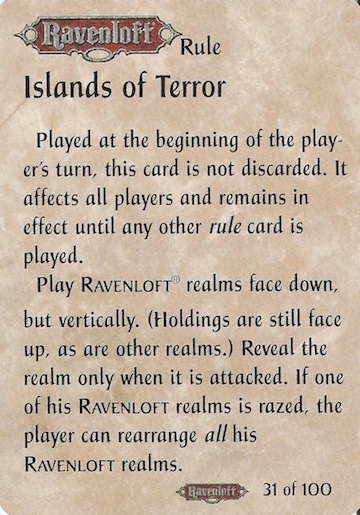 Ravenloft Rule
Islands of Terror
Played at the beginning of the play-
er's turn, this card is not discarded. It
affects all players and remains in
effect until any other rule card is
played.
Play RAVENLOFT® realms face down,
but vertically. (Holdings are still face
up, as are other realms.) Reveal the
realm only when it is attacked. If one
of his RAVENLOFT realms is razed, the
player can rearrange all his
RAVENLOFT realms.
Ravenloft 31 of 100